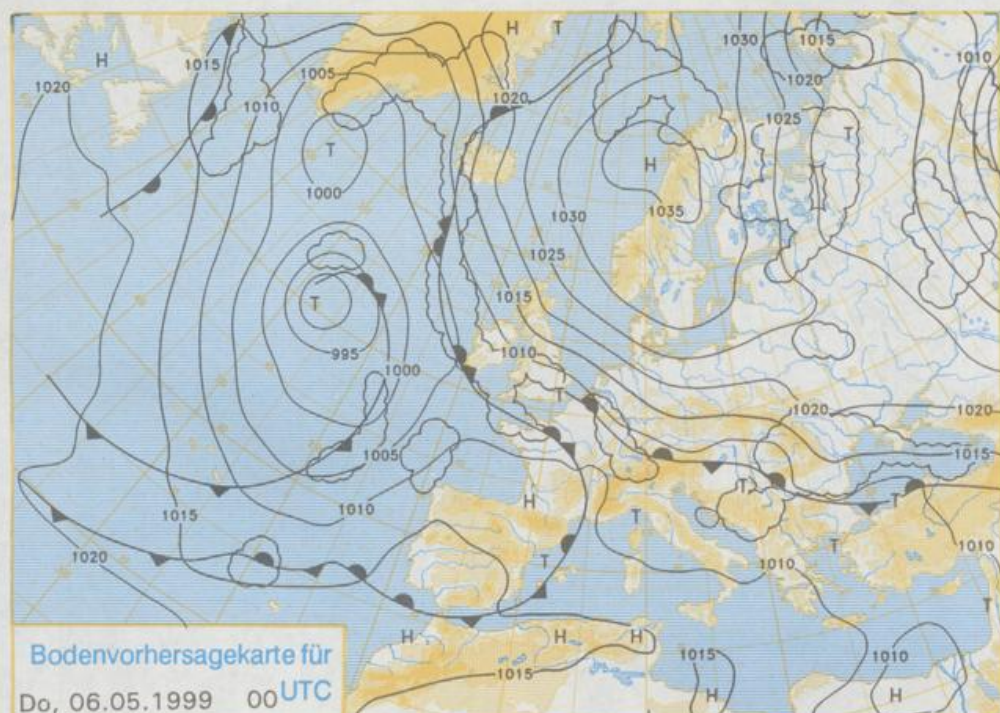 H T 1030 1015
H 1015 1005 1010
1020 1010 1020 1020
1025
T H T
1000 1030 1035
1025
T 1015
995 1010
1000 T
1020 1020
1005 1015
T
H T T
1015 1010
T T
1020 1010 1010
T
H H H
1015 1015 1010
H H
Bodenvorhersagekarte für
Do, 06.05.1999 00 UTC